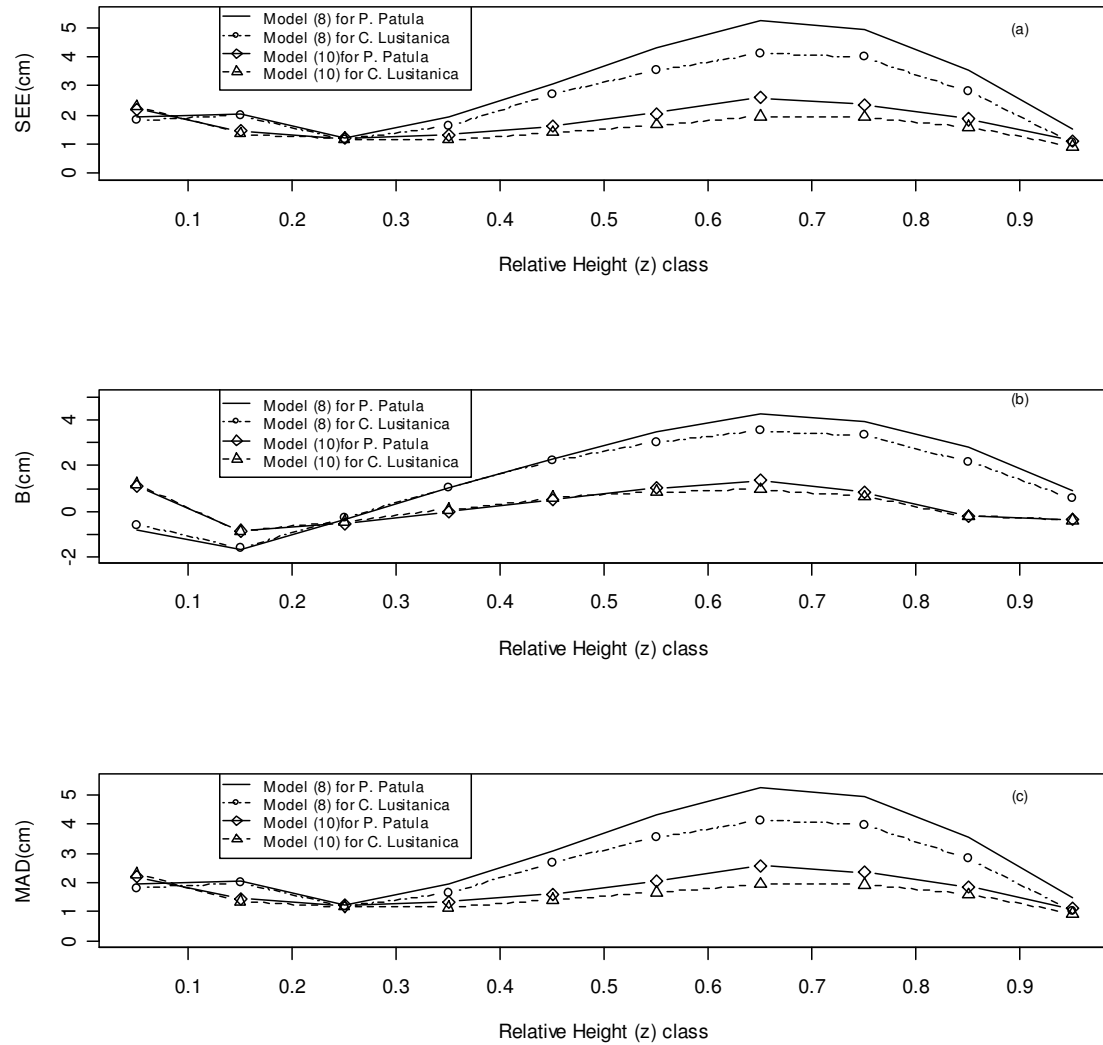 Model (8) for P. Patula
Model (8) for C. Lusitanica
Model (10)for P. Patula
Model (10) for C. Lusitanica
(a)
SEE(cm)
5
4
3
2
1
0
0.1 0.2 0.3 0.4 0.5 0.6 0.7 0.8 0.9
Relative Height (z) class
Model (8) for P. Patula
Model (8) for C. Lusitanica
Model (10)for P. Patula
Model (10) for C. Lusitanica
(b)
B(cm)
4
2
0
-2
0.1 0.2 0.3 0.4 0.5 0.6 0.7 0.8 0.9
Relative Height (z) class
Model (8) for P. Patula
Model (8) for C. Lusitanica
Model (10)for P. Patula
Model (10) for C. Lusitanica
(c)
MAD(cm)
5
4
3
2
1
0
0.1 0.2 0.3 0.4 0.5 0.6 0.7 0.8 0.9
Relative Height (z) class